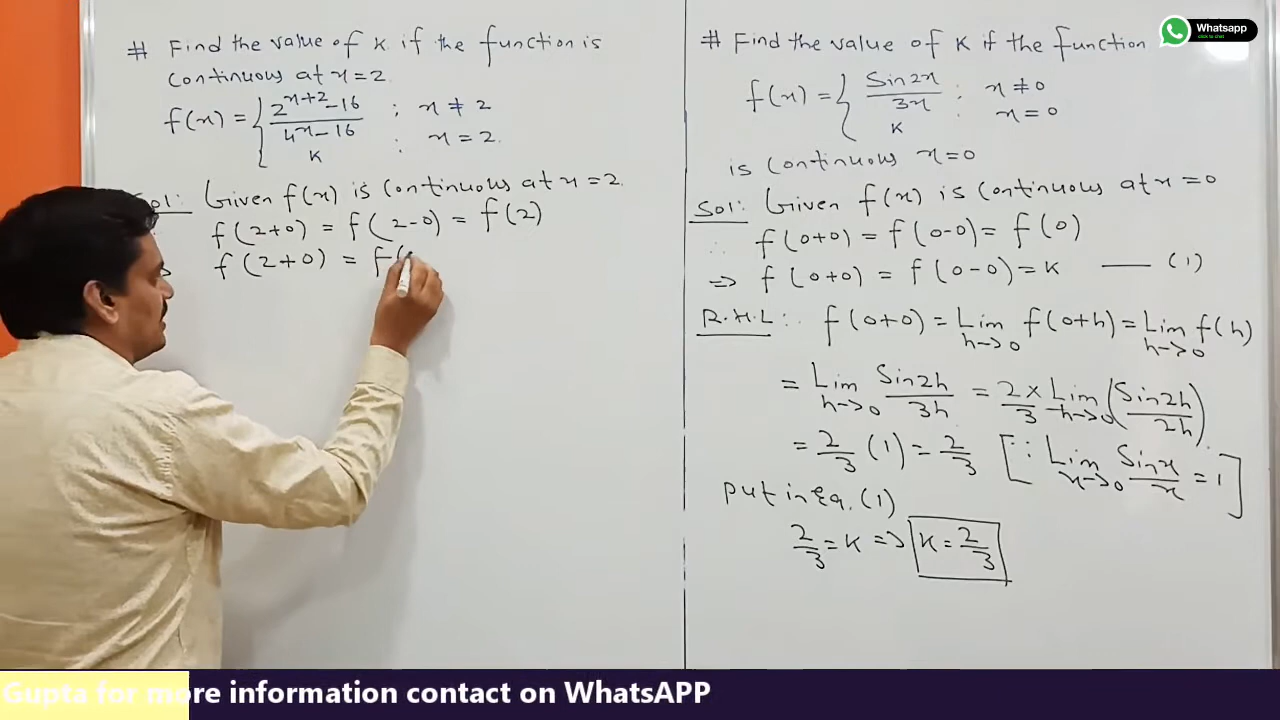 # Find the value of K if the function is
continuous at x=2.
f(x) = { 2^(x+2) - 16 / 4^x - 16 ; x ≠ 2
K : x = 2.
Sol: Given f(x) is continuous at x=2.
f(2+0) = f(2-0) = f(2)
f(2+0) = f(
# Find the value of K if the function
f(x) = { Sin2x / 3x ; x ≠ 0
K : x = 0
is continuous x=0
Sol: Given f(x) is continuous at x=0
∴ f(0+0) = f(0-0) = f(0)
=> f(0+0) = f(0-0) = K —— (1)
R.H.L : f(0+0) = Lim h->0 f(0+h) = Lim h->0 f(h)
= Lim h->0 Sin2h / 3h = 2/3 × Lim h->0 (Sin2h / 2h)
= 2/3 (1) = 2/3 [∵ Lim x->0 Sinx / x = 1]
Put in Eq. (1)
2/3 = K => K = 2/3
Whatsapp
click to chat
Gupta for more information contact on WhatsAPP